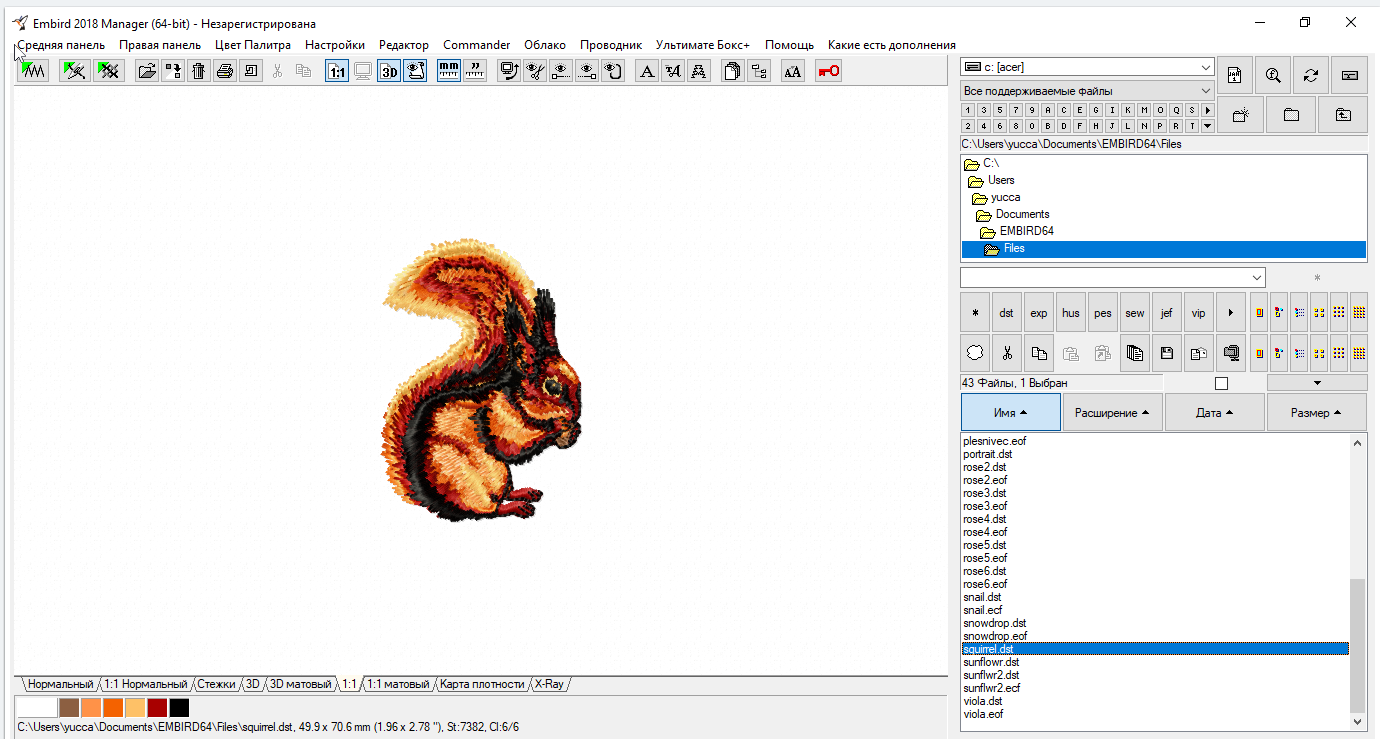 Embird 2018 Manager (64-bit) - Незарегистрирована
Средняя панель Правая панель Цвет Палитра Настройки Редактор Commander Облако Проводник Ультимате Бокс+ Помощь Какие есть дополнения
1:1 3D mm
c: [acer]
Все поддерживаемые файлы
1 3 5 7 9 A C E G I K M O Q S
2 4 6 8 0 B D F H J L N P R T
C:\Users\yucca\Documents\EMBIRD64\Files
C:\
Users
yucca
Documents
EMBIRD64
Files
*
* dst exp hus pes sew jef vip
43 Файлы, 1 Выбран
Имя Расширение Дата Размер
plesnivec.eof
portrait.dst
rose2.dst
rose2.eof
rose3.dst
rose3.eof
rose4.dst
rose4.eof
rose5.dst
rose5.eof
rose6.dst
rose6.eof
snail.dst
snail.ecf
snowdrop.dst
snowdrop.eof
squirrel.dst
sunflowr.dst
sunflwr2.dst
sunflwr2.ecf
viola.dst
viola.eof
Нормальный 1:1 Нормальный Стежки 3D 3D матовый 1:1 1:1 матовый Карта плотности X-Ray
C:\Users\yucca\Documents\EMBIRD64\Files\squirrel.dst, 49.9 x 70.6 mm (1.96 x 2.78 "), St:7382, Cl:6/6